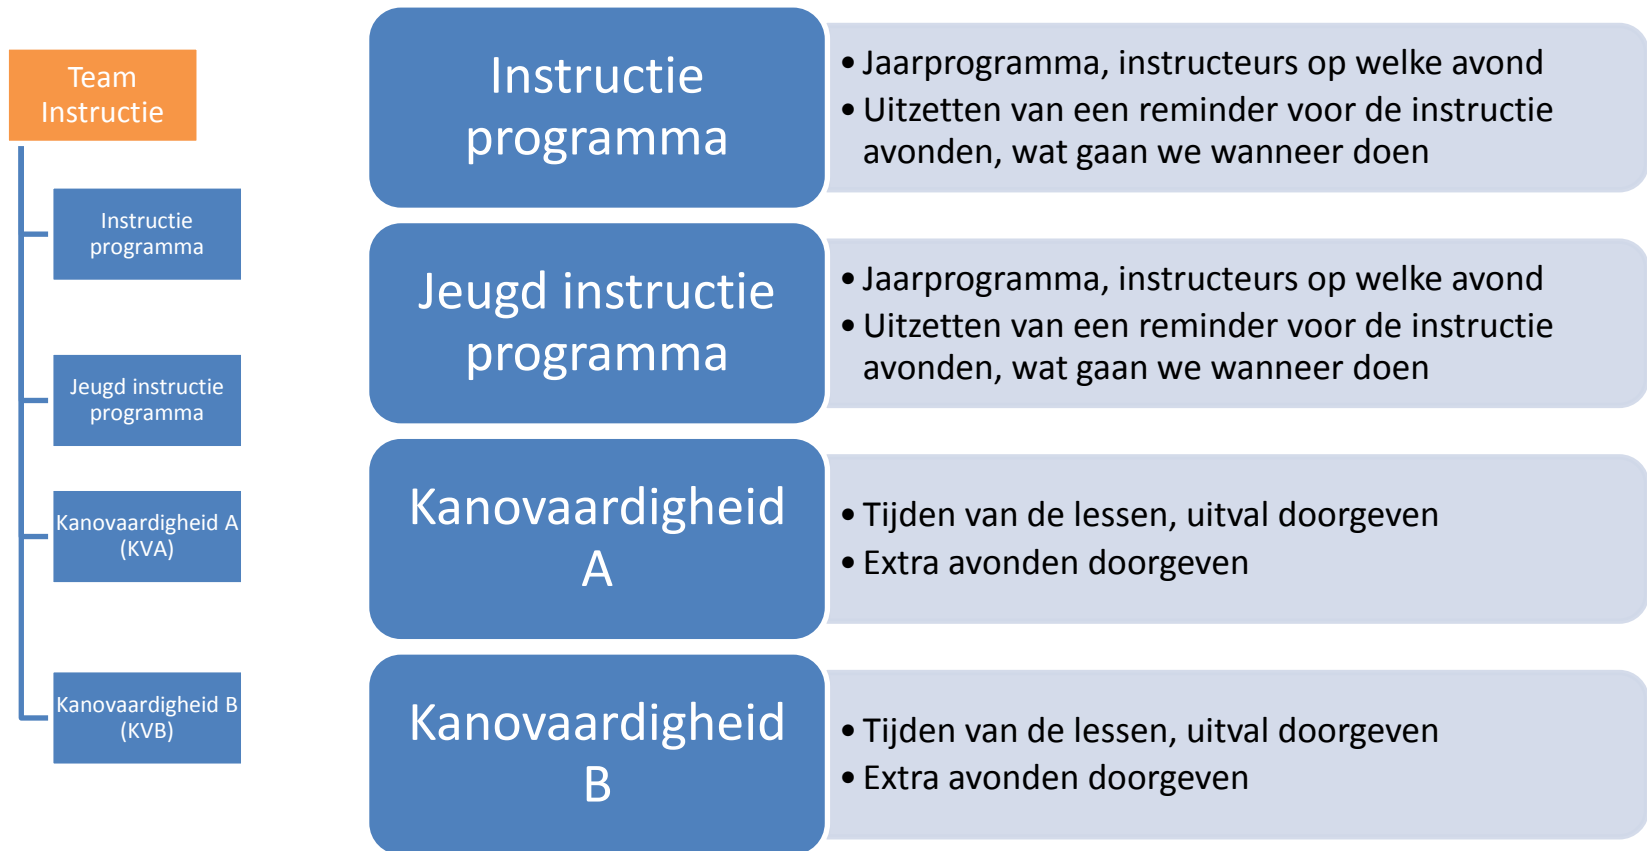 Team
Instructie
Instructie
programma
Jeugd instructie
programma
Kanovaardigheid A
(KVA)
Kanovaardigheid B
(KVB)
Instructie
programma
• Jaarprogramma, instructeurs op welke avond
• Uitzetten van een reminder voor de instructie
avonden, wat gaan we wanneer doen
Jeugd instructie
programma
• Jaarprogramma, instructeurs op welke avond
• Uitzetten van een reminder voor de instructie
avonden, wat gaan we wanneer doen
Kanovaardigheid
A
• Tijden van de lessen, uitval doorgeven
• Extra avonden doorgeven
Kanovaardigheid
B
• Tijden van de lessen, uitval doorgeven
• Extra avonden doorgeven